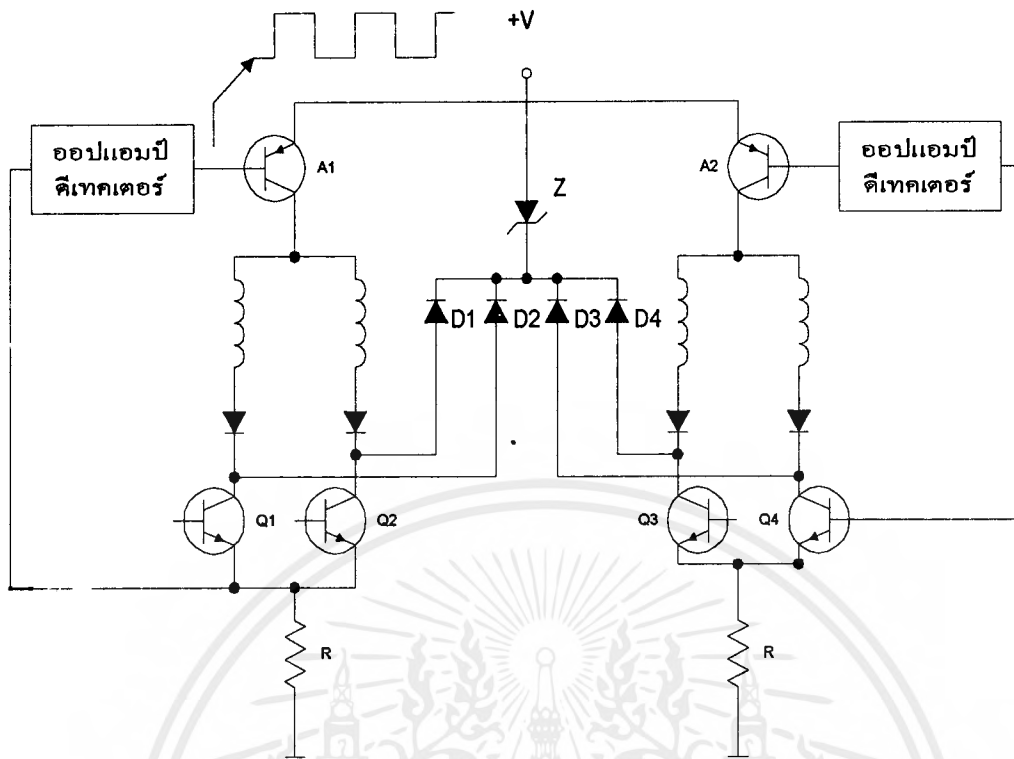 +V
ออปแอมป์
ดีเทคเตอร์
A1
A2
ออปแอมป์
ดีเทคเตอร์
Z
D1
D2
D3
D4
Q1
Q2
Q3
Q4
R
R